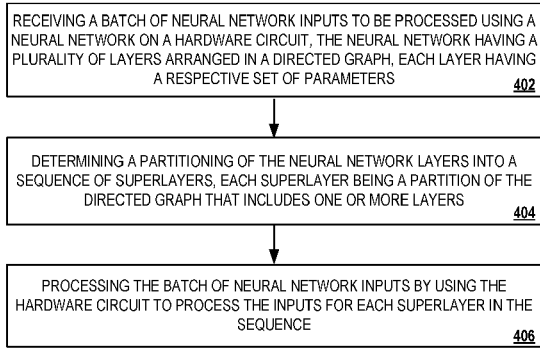 RECEIVING A BATCH OF NEURAL NETWORK INPUTS TO BE PROCESSED USING A
NEURAL NETWORK ON A HARDWARE CIRCUIT, THE NEURAL NETWORK HAVING A
PLURALITY OF LAYERS ARRANGED IN A DIRECTED GRAPH, EACH LAYER HAVING
A RESPECTIVE SET OF PARAMETERS
402
DETERMINING A PARTITIONING OF THE NEURAL NETWORK LAYERS INTO A
SEQUENCE OF SUPERLAYERS, EACH SUPERLAYER BEING A PARTITION OF THE
DIRECTED GRAPH THAT INCLUDES ONE OR MORE LAYERS
404
PROCESSING THE BATCH OF NEURAL NETWORK INPUTS BY USING THE
HARDWARE CIRCUIT TO PROCESS THE INPUTS FOR EACH SUPERLAYER IN THE
SEQUENCE
406